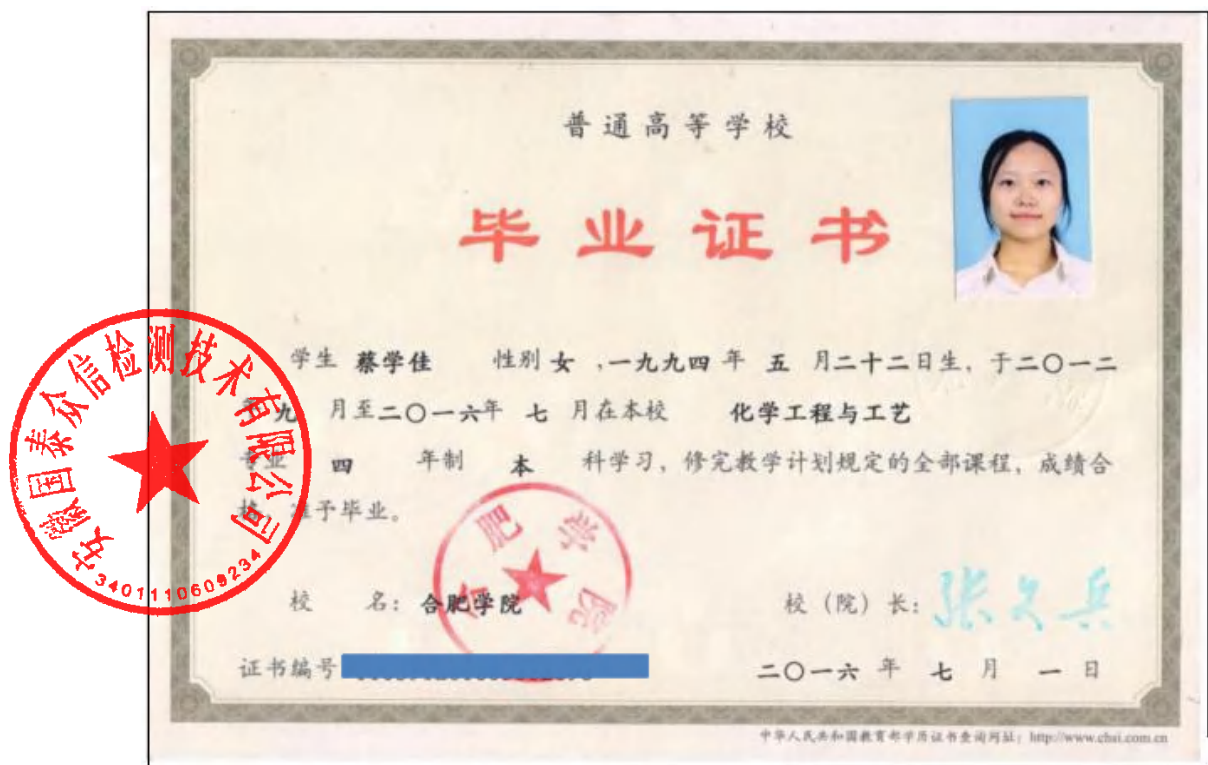 普通高等学校
毕业证书
学生 蔡学佳 性别 女 ,一九九四 年 五 月二十二日生，于二〇一二
年 九 月至二〇一六年 七 月在本校 化学工程与工艺
专业 四 年制 本 科学习，修完教学计划规定的全部课程，成绩合
格，准予毕业。
合肥学院
校 名：合肥学院
校（院）长：
证书编号
二〇一六 年 七 月 一 日
中华人民共和国教育部学历证书查询网址：http://www.chsi.com.cn
安徽国泰众信检测技术有限公司
3401110609234